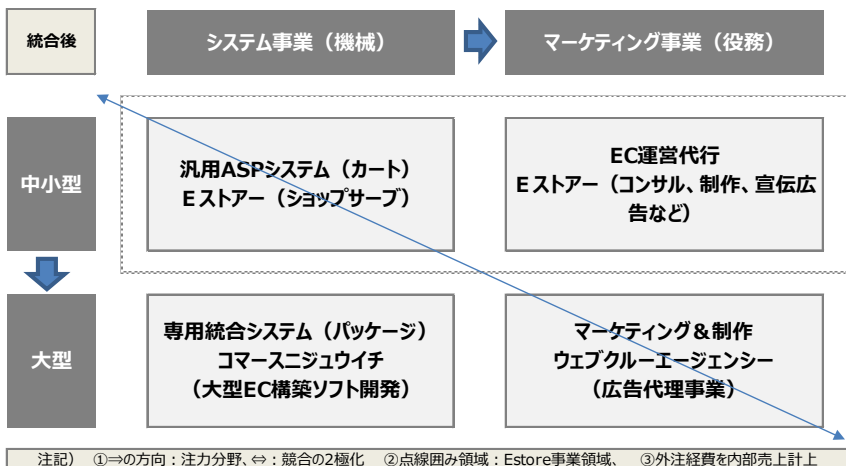 統合後
システム事業（機械）
マーケティング事業（役務）
中小型
汎用ASPシステム（カート）
Eストアー（ショップサーブ）
EC運営代行
Eストアー（コンサル、制作、宣伝広
告など）
大型
専用統合システム（パッケージ）
コマースニジュウイチ
（大型EC構築ソフト開発）
マーケティング＆制作
ウェブクルーエージェンシー
（広告代理事業）
注記） ①⇒の方向：注力分野、⇔：競合の2極化 ②点線囲み領域：Estore事業領域、 ③外注経費を内部売上計上